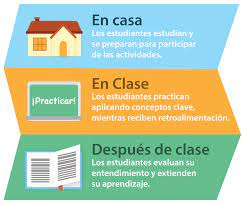 En casa
Los estudiantes estudian y
se preparan para participar
de las actividades.
¡Practicar!
En Clase
Los estudiantes practican
aplicando conceptos clave,
mientras reciben retroalimentación.
Después de clase
Los estudiantes evaluan su
entendimiento y extienden
su aprendizaje.